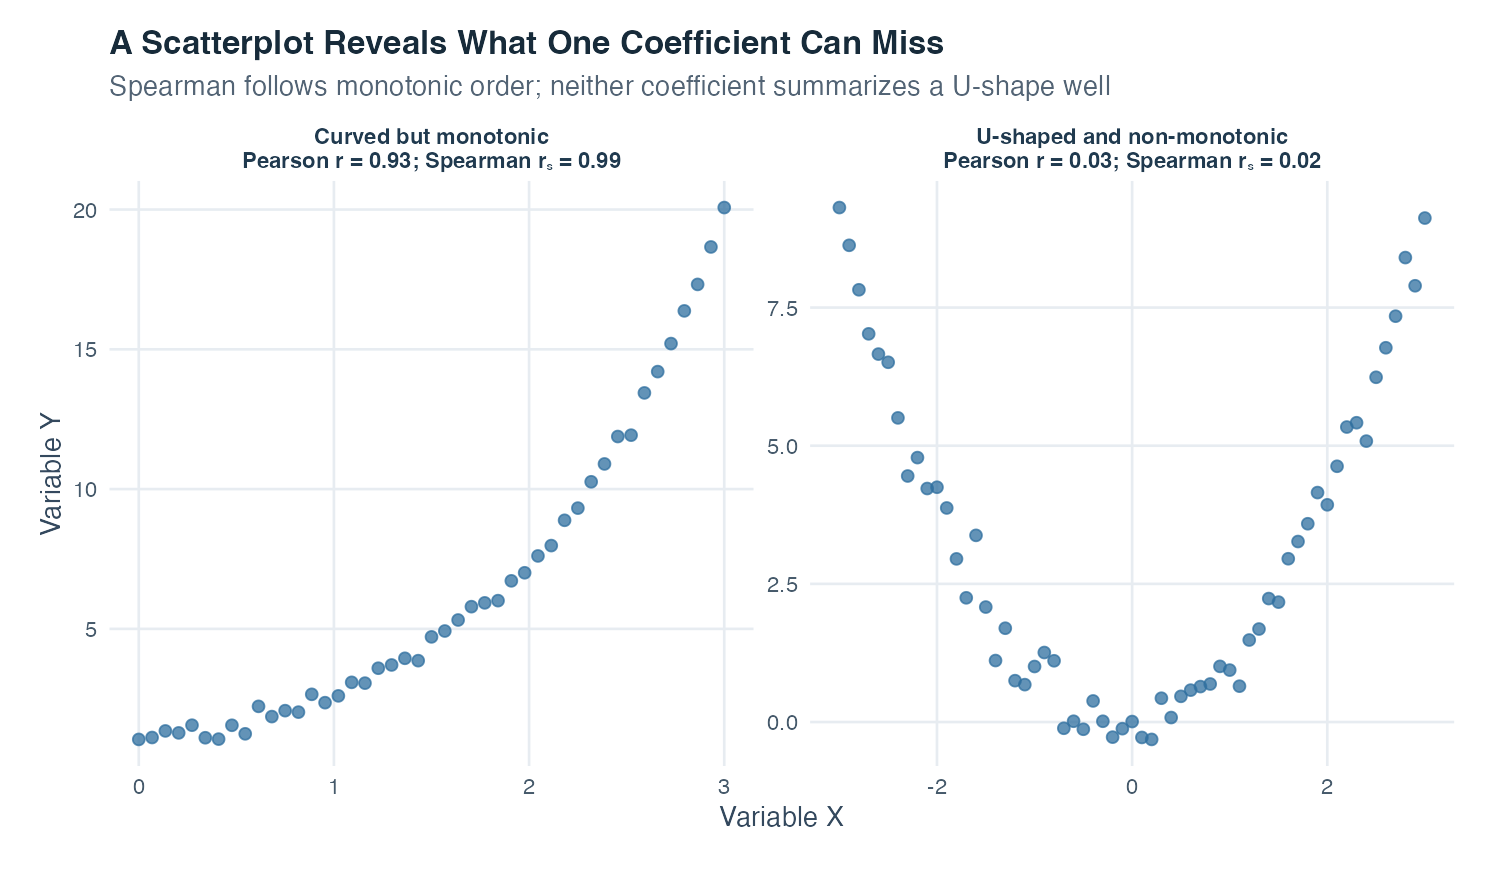 A Scatterplot Reveals What One Coefficient Can Miss
Spearman follows monotonic order; neither coefficient summarizes a U-shape well
Curved but monotonic
Pearson r = 0.93; Spearman rₛ = 0.99
U-shaped and non-monotonic
Pearson r = 0.03; Spearman rₛ = 0.02
Variable Y
20
15
10
5
0 1 2 3
7.5
5.0
2.5
0.0
-2 0 2
Variable X